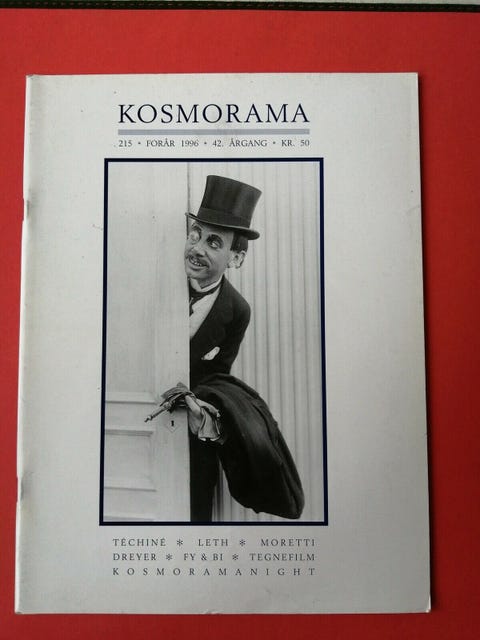 KOSMORAMA
215 * FORÅR 1996 * 42. ÅRGANG * KR. 50
TÉCHINÉ * LETH * MORETTI
DREYER * FY & BI * TEGNEFILM
KOSMORAMANIGHT